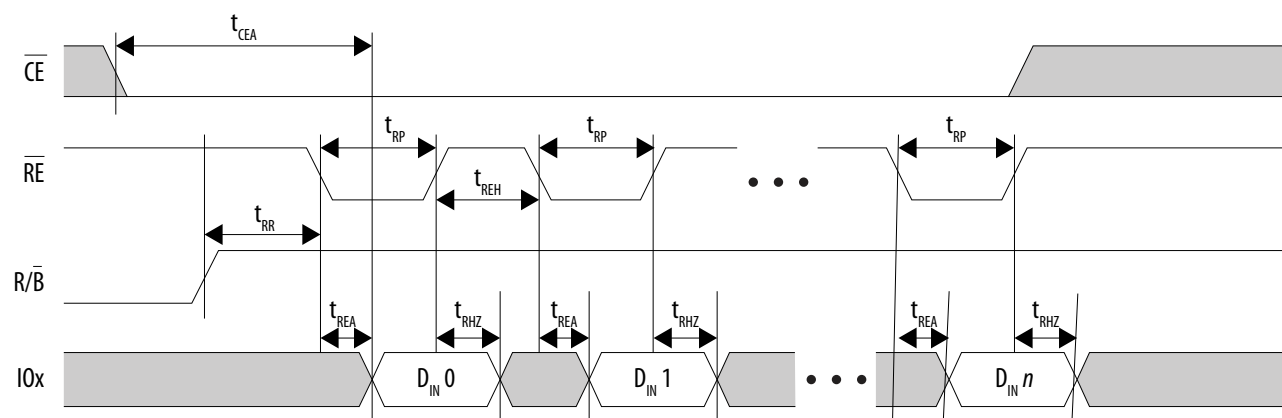 tCEA
CE
tRP tRP tRP
RE
• • •
tREH
tRR
R/B
tREA tRHZ tREA tRHZ tREA tRHZ
IOx DIN 0 DIN 1 • • • DIN n